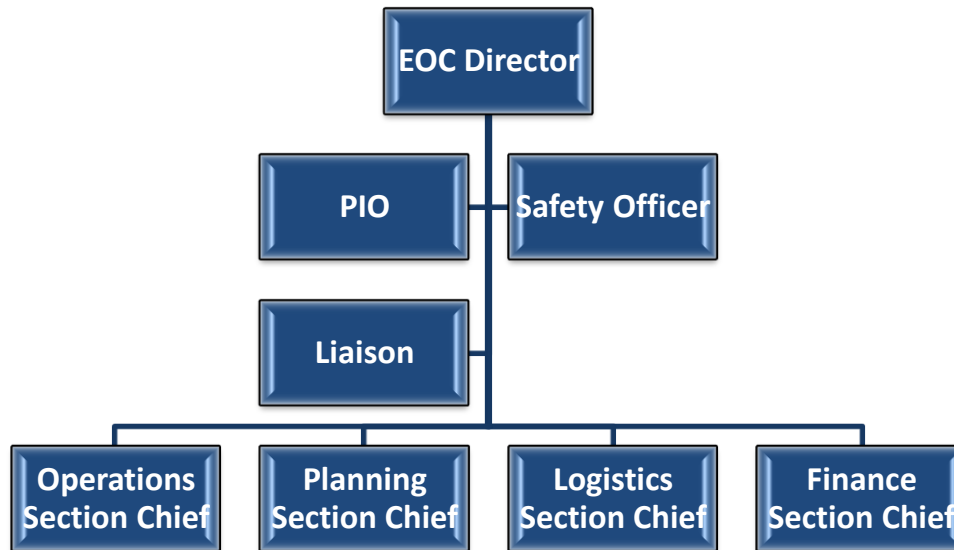 EOC Director
PIO
Safety Officer
Liaison
Operations
Section Chief
Planning
Section Chief
Logistics
Section Chief
Finance
Section Chief